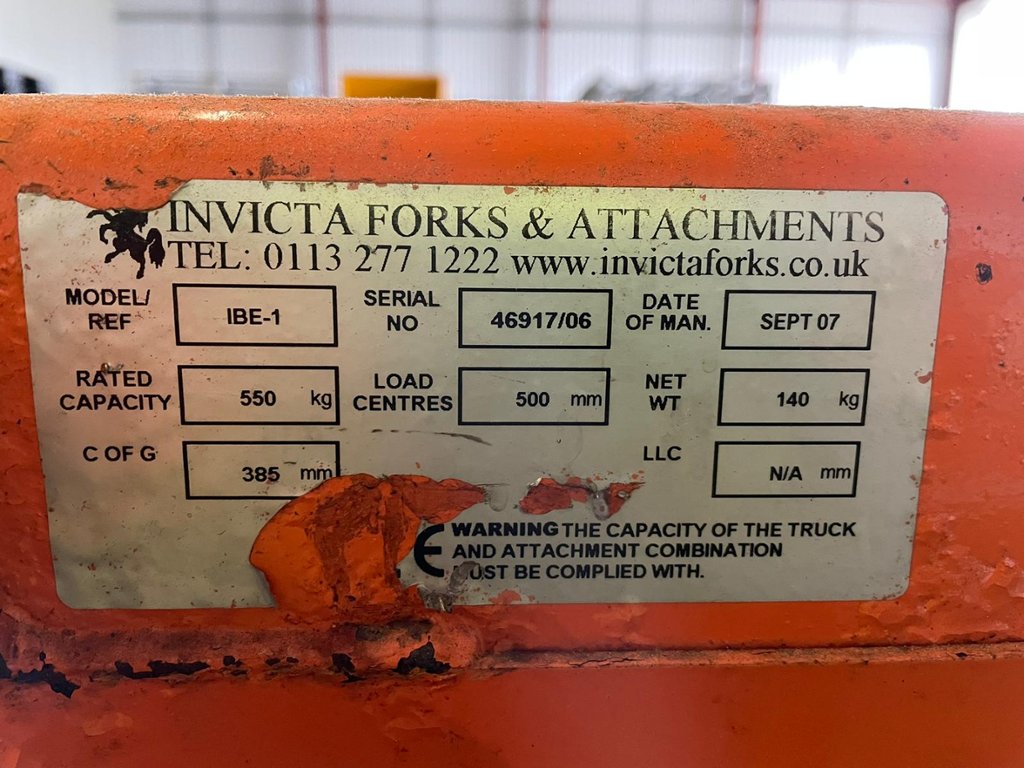 INVICTA FORKS & ATTACHMENTS
TEL: 0113 277 1222 www.invictaforks.co.uk
MODEL/ REF IBE-1 SERIAL NO 46917/06 DATE OF MAN. SEPT 07
RATED CAPACITY 550 kg LOAD CENTRES 500 mm NET WT 140 kg
C OF G 385 mm LLC N/A mm
CE WARNING THE CAPACITY OF THE TRUCK
AND ATTACHMENT COMBINATION
MUST BE COMPLIED WITH.